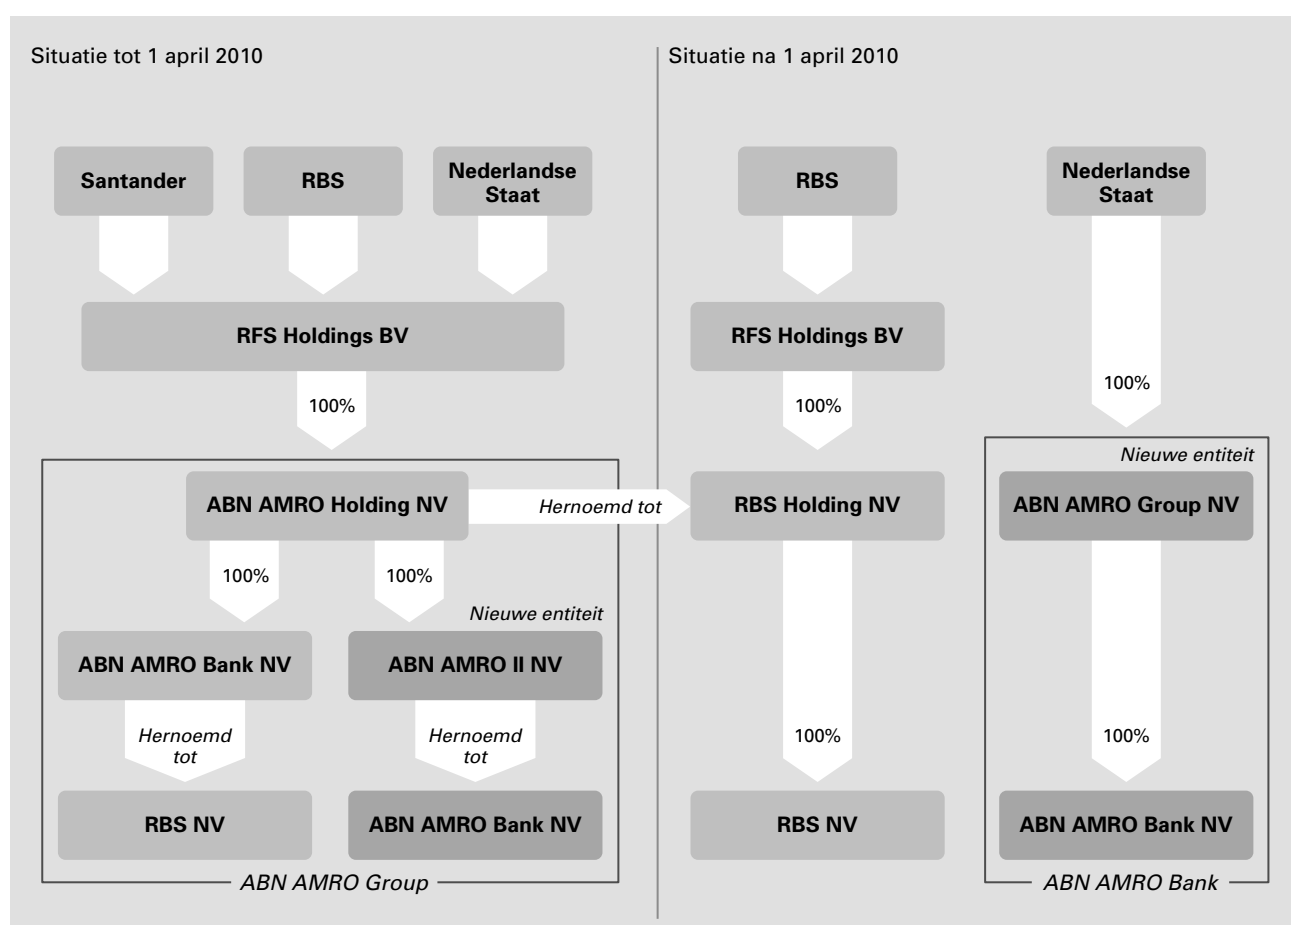 Situatie tot 1 april 2010
Santander
RBS
Nederlandse
Staat
RFS Holdings BV
100%
ABN AMRO Holding NV
Hernoemd tot
100%
100%
Nieuwe entiteit
ABN AMRO Bank NV
ABN AMRO II NV
Hernoemd
tot
Hernoemd
tot
RBS NV
ABN AMRO Bank NV
ABN AMRO Group
Situatie na 1 april 2010
RBS
Nederlandse
Staat
RFS Holdings BV
100%
100%
Nieuwe entiteit
RBS Holding NV
ABN AMRO Group NV
100%
100%
RBS NV
ABN AMRO Bank NV
ABN AMRO Bank